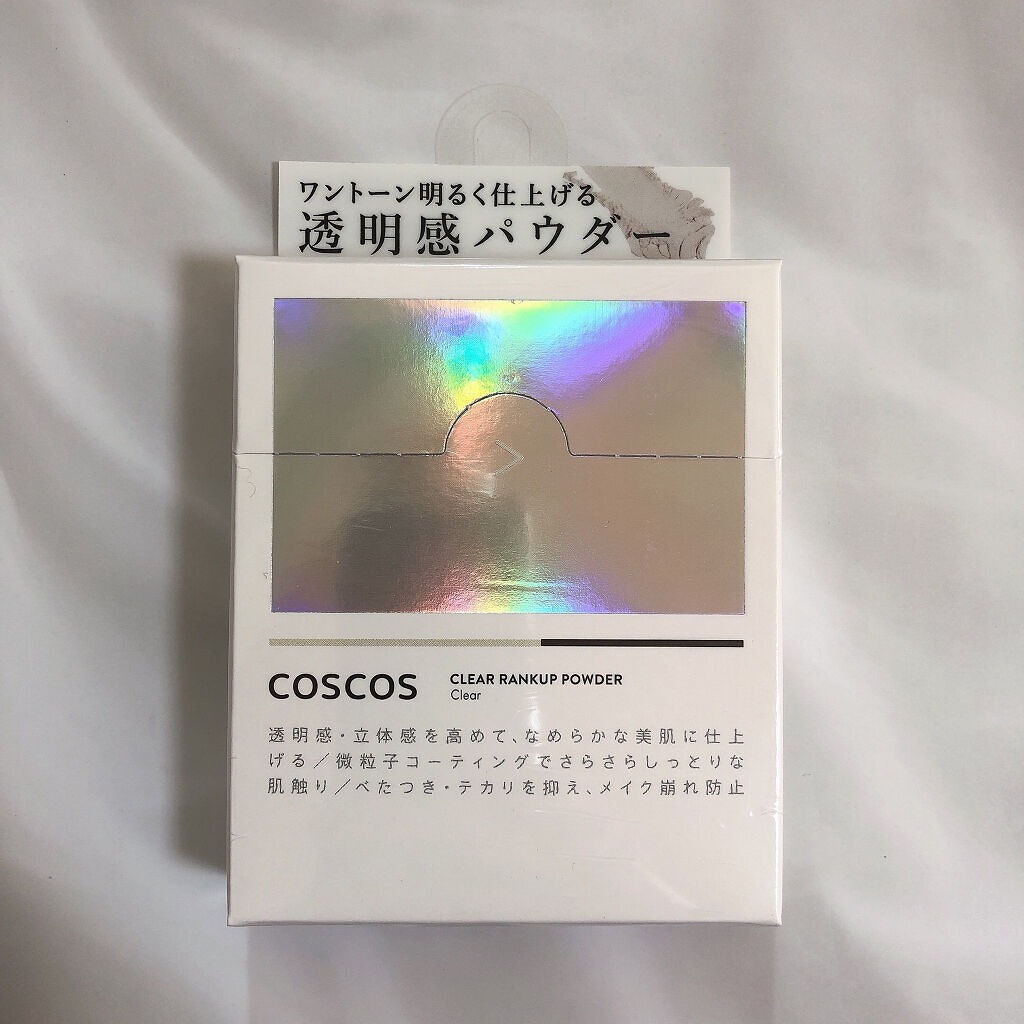 ワントーン明るく仕上げる
透明感パウダー
COSCOS
CLEAR RANKUP POWDER
Clear
透明感・立体感を高めて、なめらかな美肌に仕上
げる／微粒子コーティングでさらさらしっとりな
肌触り／べたつき・テカリを抑え、メイク崩れ防止